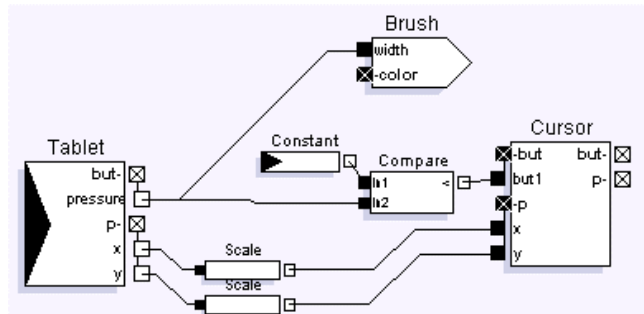 Brush
width
-color
Constant
Compare
In1
<
In2
Tablet
but-
pressure
p-
x
y
Scale
Scale
Cursor
-but
but-
but1
p-
-p
x
y